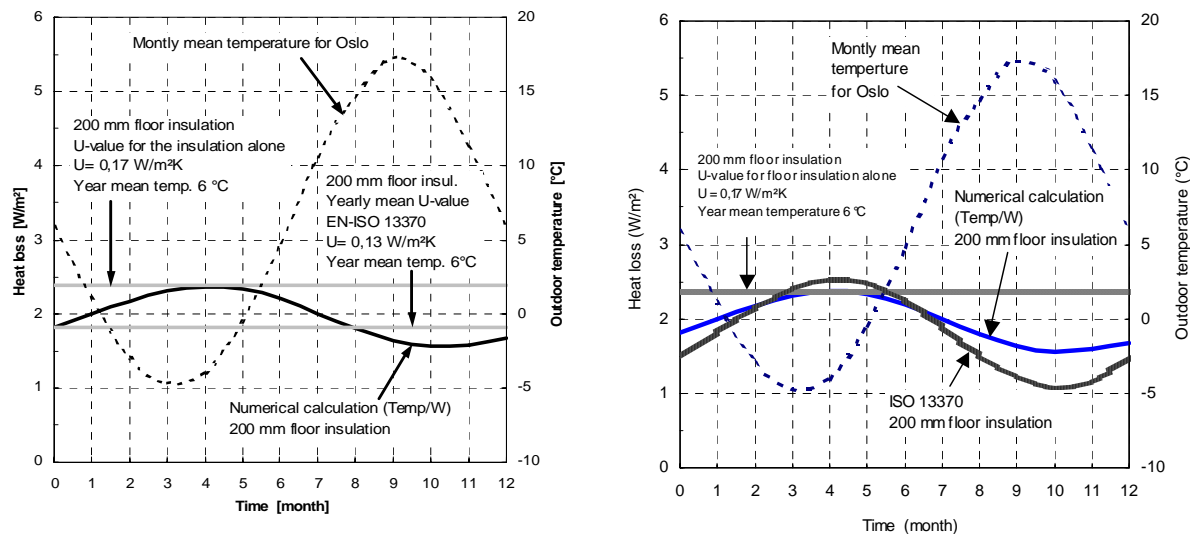 6
5
4
3
2
1
0
Heat loss [W/m²]
20
15
10
5
0
-5
-10
Outdoor temperature [°C]
Montly mean temperature for Oslo
200 mm floor insulation
U-value for the insulation alone
U= 0,17 W/m²K
Year mean temp. 6 °C
200 mm floor insul.
Yearly mean U-value
EN-ISO 13370
U= 0,13 W/m²K
Year mean temp. 6°C
Numerical calculation (Temp/W)
200 mm floor insulation
0 1 2 3 4 5 6 7 8 9 10 11 12
Time [month]
6
5
4
3
2
1
0
Heat loss (W/m²)
20
15
10
5
0
-5
-10
Outdoor temperature (°C)
Montly mean
temperture
for Oslo
200 mm floor insulation
U-value for floor insulation alone
U = 0,17 W/m²K
Year mean temperature 6 °C
Numerical calculation
(Temp/W)
200 mm floor insulation
ISO 13370
200 mm floor insulation
0 1 2 3 4 5 6 7 8 9 10 11 12
Time (month)